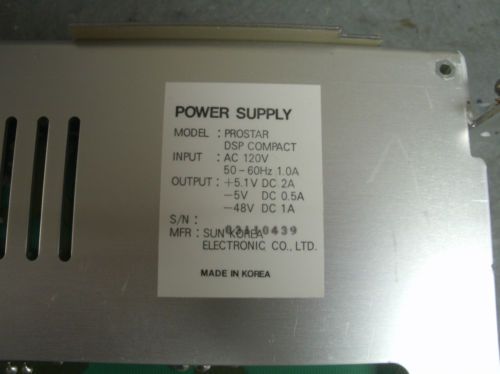 POWER SUPPLY
MODEL : PROSTAR
DSP COMPACT
INPUT : AC 120V
50-60Hz 1.0A
OUTPUT : +5.1V DC 2A
-5V DC 0.5A
-48V DC 1A
S/N : 03110439
MFR : SUN KOREA
ELECTRONIC CO., LTD.
MADE IN KOREA